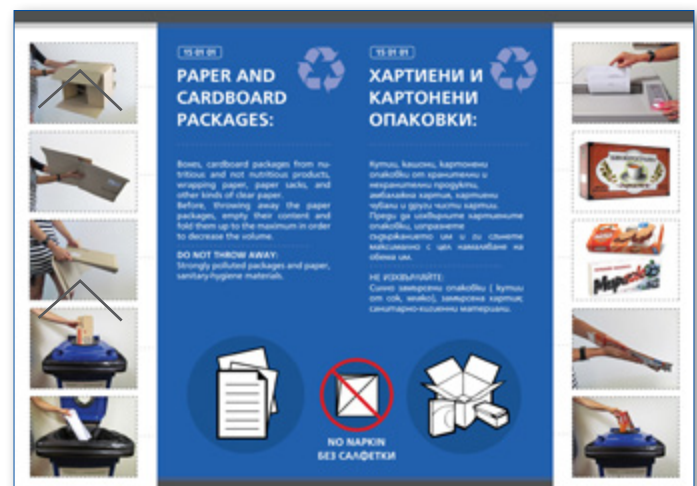 15 01 01
PAPER AND
CARDBOARD
PACKAGES:
Boxes, cardboard packages from nu-
tritious and not nutritious products,
wrapping paper, paper sacks, and
other kinds of clear paper.
Before, throwing away the paper
packages, empty their content and
fold them up to the maximum in order
to decrease the volume.
DO NOT THROW AWAY:
Strongly polluted packages and paper,
sanitary-hygiene materials.
15 01 01
ХАРТИЕНИ И
КАРТОНЕНИ
ОПАКОВКИ:
Кутии, кашони, картонени
опаковки от хранителни и
нехранителни продукти,
амбалажна хартия, хартиени
чували и други чисти хартии.
Преди да изхвърлите хартиените
опаковки, изпразнете
съдържанието им и ги сгънете
максимално с цел намаляване на
обема им.
НЕ ИЗХВЪРЛЯЙТЕ:
Силно замърсени опаковки ( кутии
от сок, мляко), замърсена хартия;
санитарно-хигиенни материали.
NO NAPKIN
БЕЗ САЛФЕТКИ